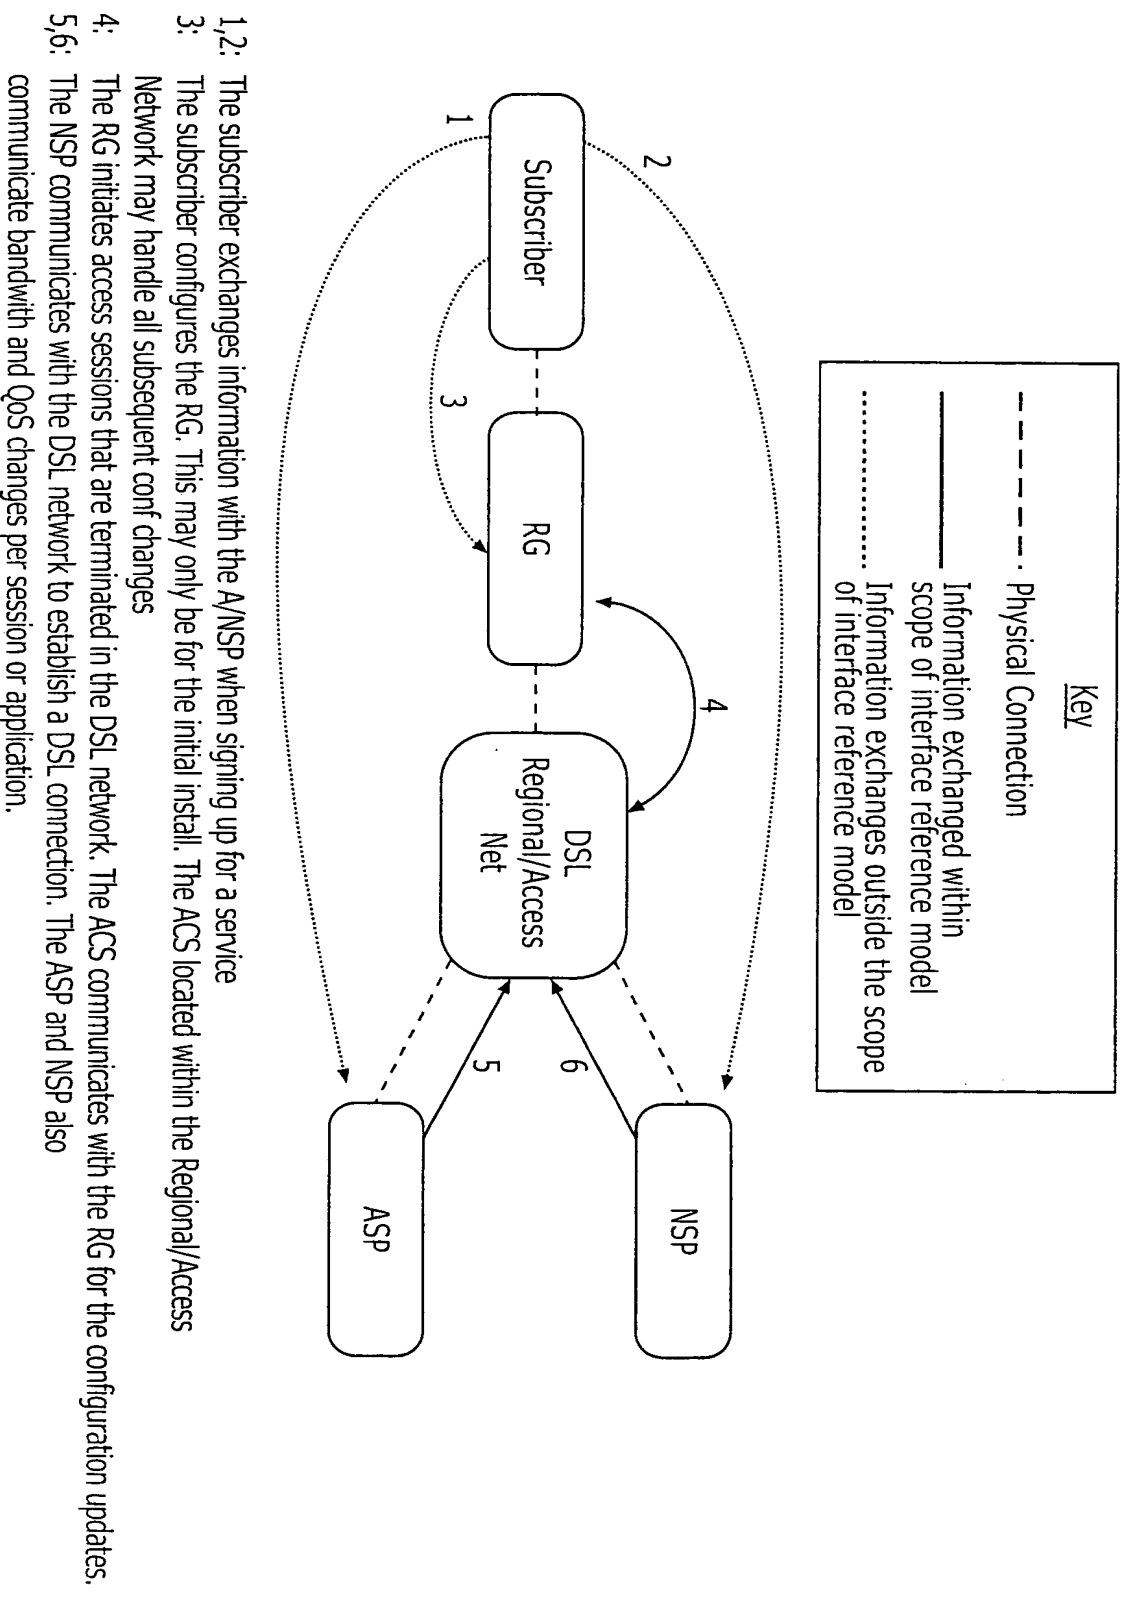 Key
Physical Connection
Information exchanged within
scope of interface reference model
Information exchanges outside the scope
of interface reference model
2
4
NSP
6
Subscriber
RG
DSL
Regional/Access
Net
5
1
3
ASP
1,2: The subscriber exchanges information with the A/NSP when signing up for a service
3: The subscriber configures the RG. This may only be for the initial install. The ACS located within the Regional/Access
Network may handle all subsequent conf changes
4: The RG initiates access sessions that are terminated in the DSL network. The ACS communicates with the RG for the configuration updates.
5,6: The NSP communicates with the DSL network to establish a DSL connection. The ASP and NSP also
communicate bandwith and QoS changes per session or application.